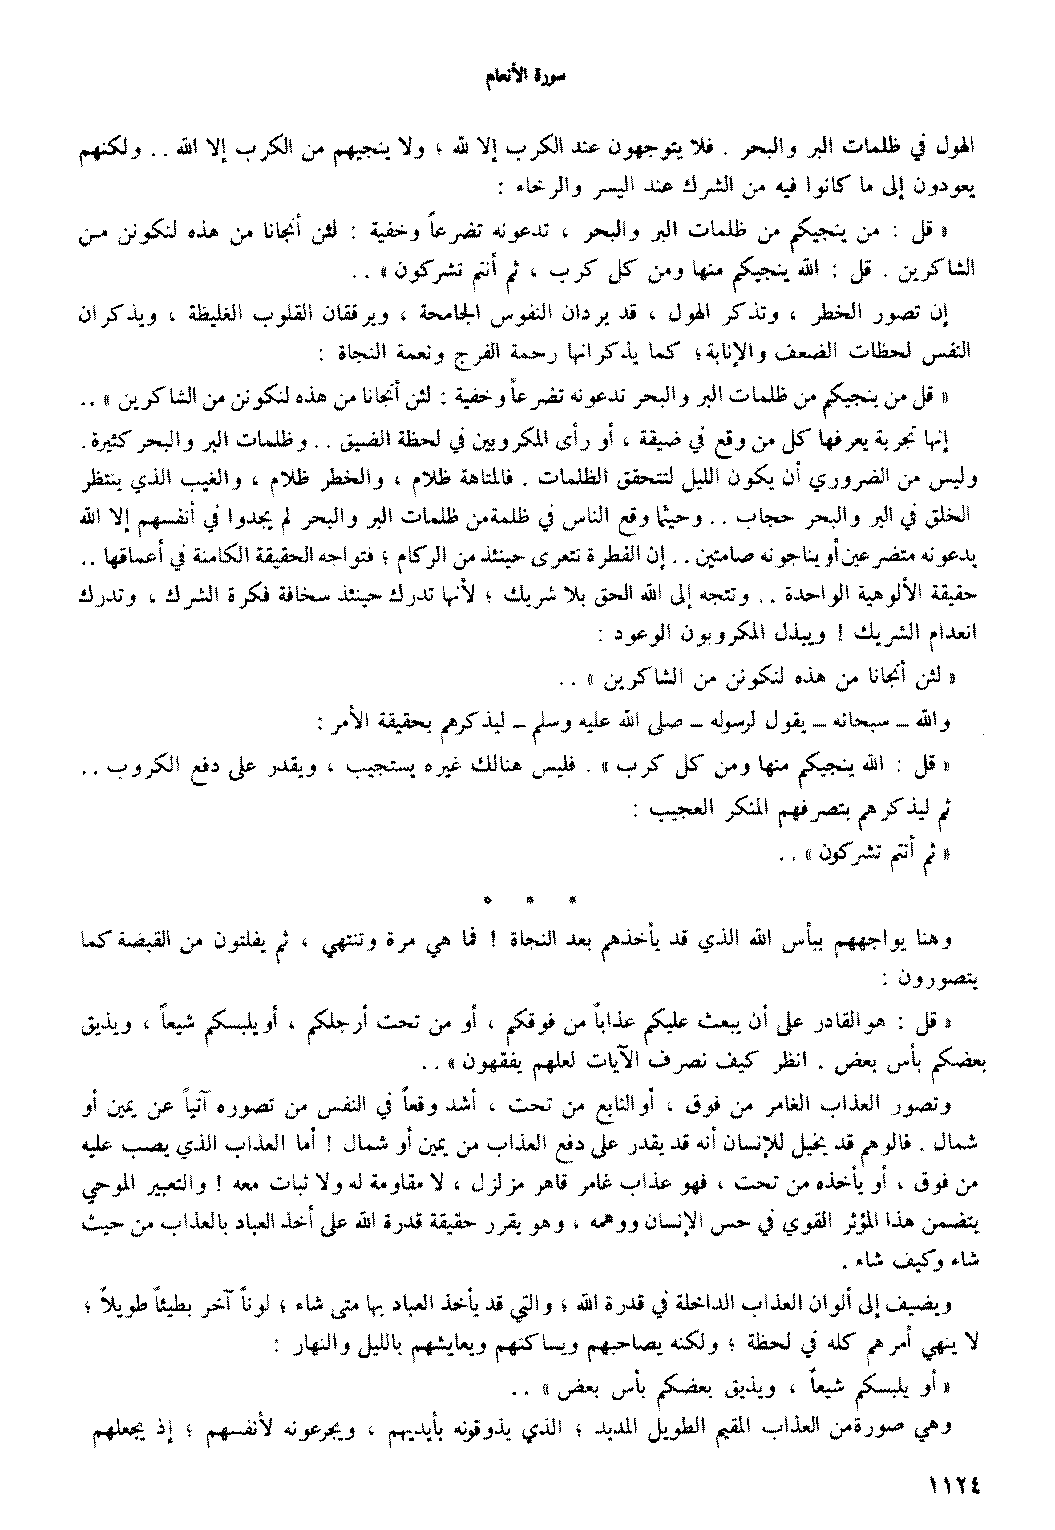 سورة الأنعام
الهول في ظلمات البر والبحر . فلا يتوجهون عند الكرب إلا لله ؛ ولا ينجيهم من الكرب إلا الله .. ولكنهم
يعودون إلى ما كانوا فيه من الشرك عند اليسر والرخاء :
« قل : من ينجيكم من ظلمات البر والبحر ، تدعونه تضرعاً وخفية : لئن أنجانا من هذه لنكونن مـن
الشاكرين . قل : الله ينجيكم منها ومن كل كرب ، ثم أنتم تشركون » ..
إن تصور الخطر ، وتذكر الهول ، قد يردان النفوس الجامحة ، ويرققان القلوب الغليظة ، ويذكران
النفس لحظات الضعف والإنابة؛ كما يذكرانها رحمة الفرج ونعمة النجاة :
« قل من ينجيكم من ظلمات البر والبحر تدعونه تضرعاً وخفية : لئن أنجانا من هذه لنكونن من الشاكرين » ..
إنها تجربة يعرفها كل من وقع في ضيقة ، أو رأى المكروبين في لحظة الضيق .. وظلمات البر والبحر كثيرة .
وليس من الضروري أن يكون الليل لتتحقق الظلمات . فالمتاهة ظلام ، والخطر ظلام ، والغيب الذي ينتظر
الخلق في البر والبحر حجاب .. وحيثما وقع الناس في ظلمة من ظلمات البر والبحر لم يجدوا في أنفسهم إلا الله
يدعونه متضرعين أو يناجونه صامتين .. إن الفطرة تتعرى حينئذ من الركام ؛ فتواجه الحقيقة الكامنة في أعماقها ..
حقيقة الألوهية الواحدة .. وتتجه إلى الله الحق بلا شريك ؛ لأنها تدرك حينئذ سخافة فكرة الشرك ، وتدرك
انعدام الشريك ! ويبذل المكروبون الوعود :
« لئن أنجانا من هذه لنكونن من الشاكرين » ..
والله – سبحانه – يقول لرسوله – صلى الله عليه وسلم – ليذكرهم بحقيقة الأمر :
« قل : الله ينجيكم منها ومن كل كرب » . فليس هنالك غيره يستجيب ، ويقدر على دفع الكروب ..
ثم ليذكرهم بتصرفهم المنكر العجيب :
« ثم أنتم تشركون » ..
* * *
وهنا يواجههم ببأس الله الذي قد يأخذهم بعد النجاة ! فما هي مرة وتنتهي ، ثم يفلتون من القبضة كما
يتصورون :
« قل : هو القادر على أن يبعث عليكم عذاباً من فوقكم ، أو من تحت أرجلكم ، أو يلبسكم شيعاً ، ويذيق
بعضكم بأس بعض . انظر كيف نصرف الآيات لعلهم يفقهون » ..
وتصور العذاب الغامر من فوق ، أو النابع من تحت ، أشد وقعاً في النفس من تصوره آتياً عن يمين أو
شمال . فالوهم قد يخيل للإنسان أنه قد يقدر على دفع العذاب من يمين أو شمال ! أما العذاب الذي يصب عليه
من فوق ، أو يأخذه من تحت ، فهو عذاب غامر قاهر مزلزل ، لا مقاومة له ولا ثبات معه ! والتعبير الموحي
يتضمن هذا المؤثر القوي في حس الإنسان ووهمه ، وهو يقرر حقيقة قدرة الله على أخذ العباد بالعذاب من حيث
شاء وكيف شاء .
ويضيف إلى ألوان العذاب الداخلة في قدرة الله ؛ والتي قد يأخذ العباد بها متى شاء ؛ لوناً آخر بطيئاً طويلاً ؛
لا ينهي أمرهم كله في لحظة ؛ ولكنه يصاحبهم ويساكنهم ويعايشهم بالليل والنهار :
« أو يلبسكم شيعاً ، ويذيق بعضكم بأس بعض » ..
وهي صورة من العذاب المقيم الطويل المديد ؛ الذي يذوقونه بأيديهم ، ويجرعونه لأنفسهم ؛ إذ يجعلهم
١١٢٤